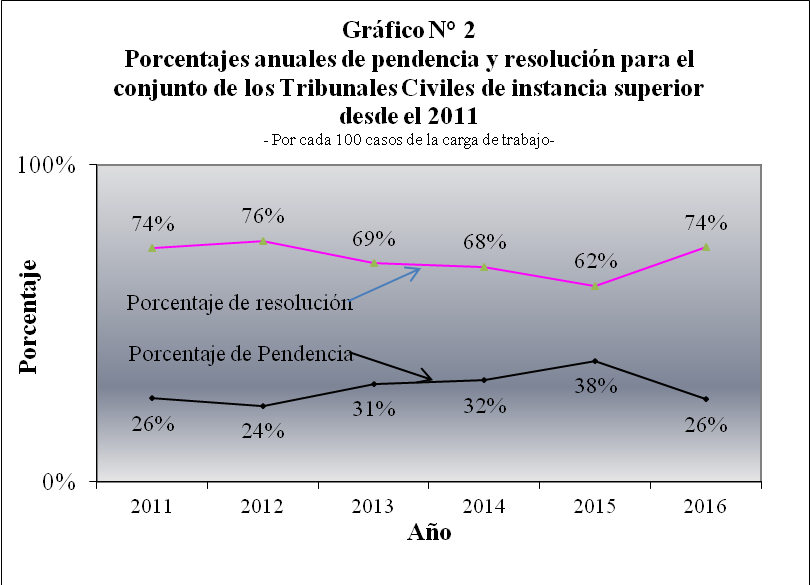 Gráfico N° 2
Porcentajes anuales de pendencia y resolución para el
conjunto de los Tribunales Civiles de instancia superior
desde el 2011
- Por cada 100 casos de la carga de trabajo-
100%
74%
76%
69%
68%
62%
74%
Porcentaje de resolución
Porcentaje de Pendencia
26%
24%
31%
32%
38%
26%
0%
Porcentaje
2011
2012
2013
2014
2015
2016
Año